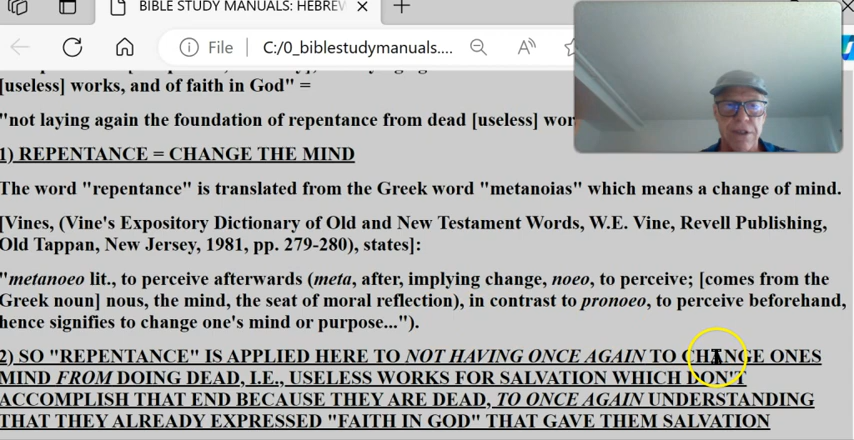 BIBLE STUDY MANUALS: HEBREW
File C:/0_biblestudymanuals....
[useless] works, and of faith in God" =
"not laying again the foundation of repentance from dead [useless]
1) REPENTANCE = CHANGE THE MIND
The word "repentance" is translated from the Greek word "metanoias" which means a change of mind.
[Vines, (Vine's Expository Dictionary of Old and New Testament Words, W.E. Vine, Revell Publishing,
Old Tappan, New Jersey, 1981, pp. 279-280), states]:
"metanoeo lit., to perceive afterwards (meta, after, implying change, noeo, to perceive; [comes from the
Greek noun] nous, the mind, the seat of moral reflection), in contrast to pronoeo, to perceive beforehand,
hence signifies to change one's mind or purpose...").
2) SO "REPENTANCE" IS APPLIED HERE TO NOT HAVING ONCE AGAIN TO CHANGE ONES
MIND FROM DOING DEAD, I.E., USELESS WORKS FOR SALVATION WHICH DON'T
ACCOMPLISH THAT END BECAUSE THEY ARE DEAD, TO ONCE AGAIN UNDERSTANDING
THAT THEY ALREADY EXPRESSED "FAITH IN GOD" THAT GAVE THEM SALVATION